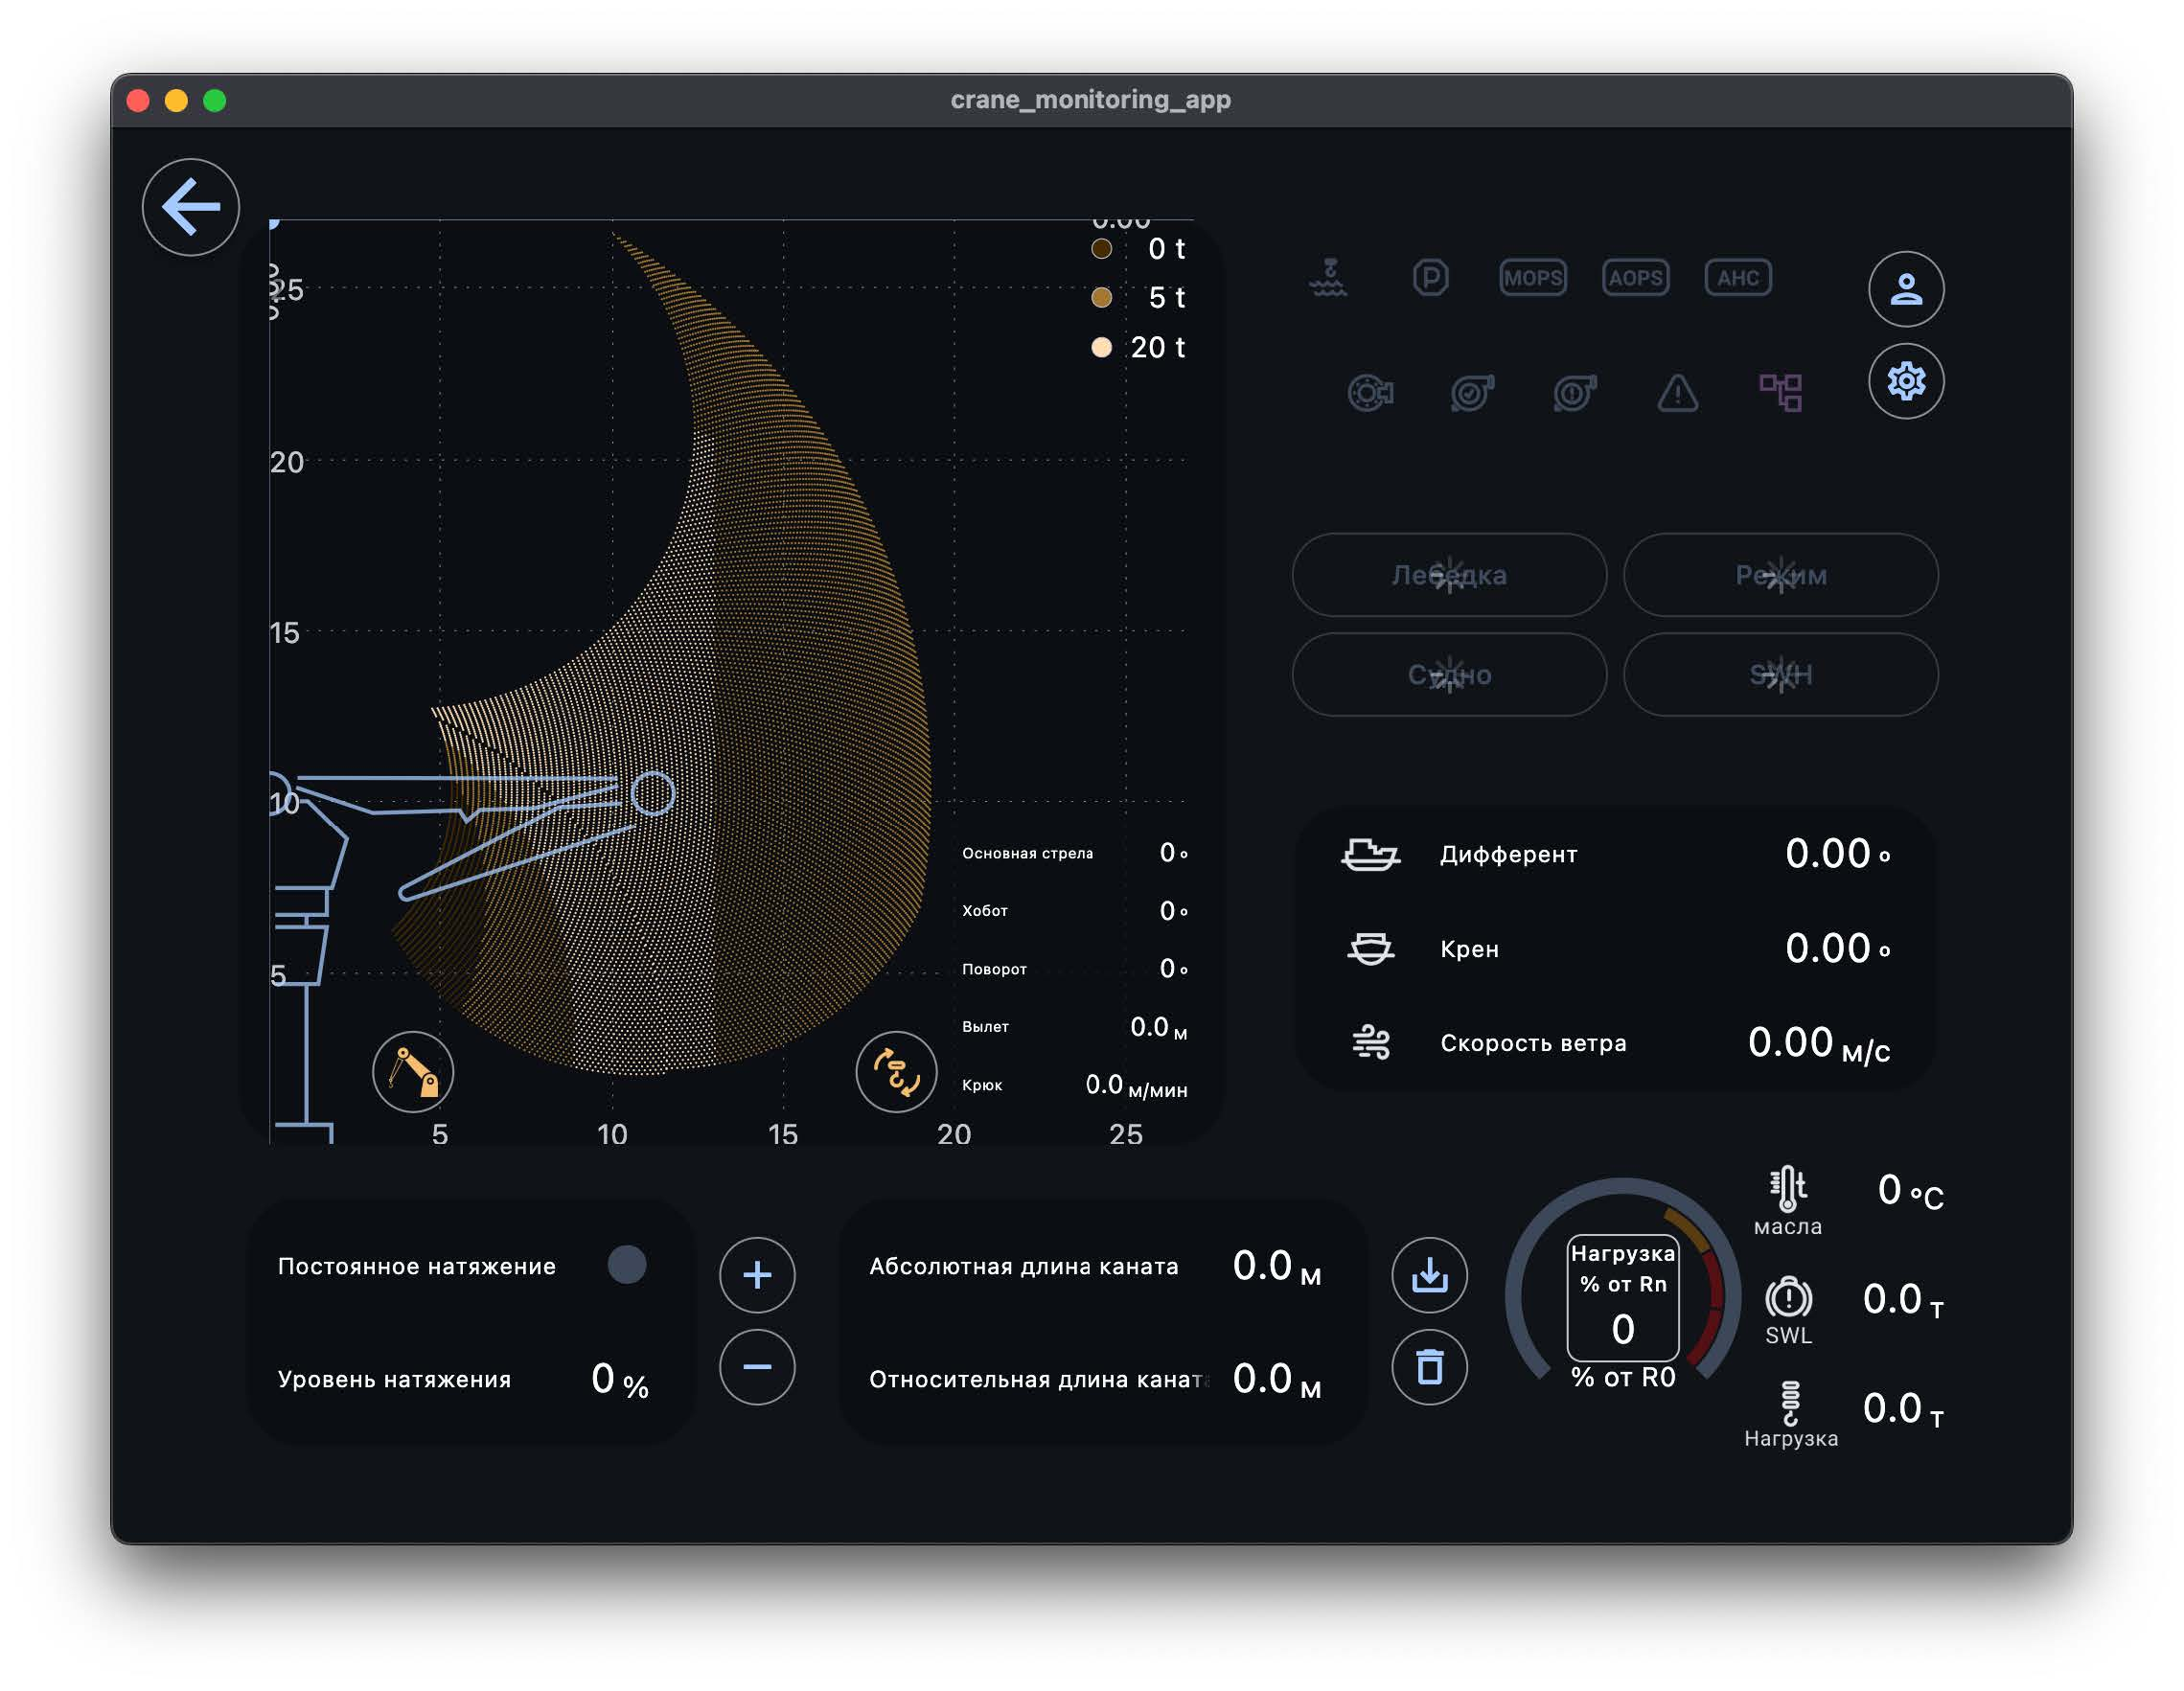 crane_monitoring_app
0.00
0 t
5 t
20 t
25
20
15
10
5
5
10
15
20
25
Основная стрела 0 °
Хобот 0 °
Поворот 0 °
Вылет 0.0 м
Крюк 0.0 м/мин
P
MOPS
AOPS
AHC
Лебедка
Режим
Судно
SWH
Дифферент 0.00 °
Крен 0.00 °
Скорость ветра 0.00 м/с
Постоянное натяжение
Уровень натяжения 0 %
Абсолютная длина каната 0.0 м
Относительная длина каната 0.0 м
Нагрузка
% от Rn
0
% от R0
масла 0 °C
SWL 0.0 т
Нагрузка 0.0 т